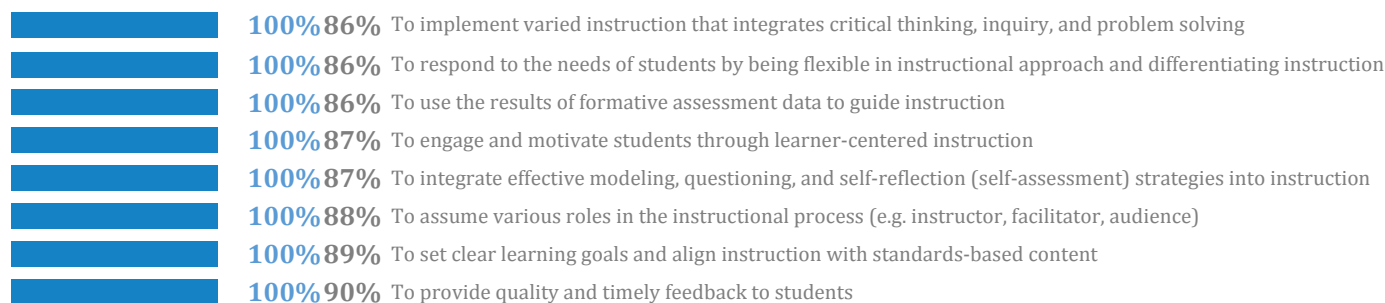 100% 86% To implement varied instruction that integrates critical thinking, inquiry, and problem solving
100% 86% To respond to the needs of students by being flexible in instructional approach and differentiating instruction
100% 86% To use the results of formative assessment data to guide instruction
100% 87% To engage and motivate students through learner-centered instruction
100% 87% To integrate effective modeling, questioning, and self-reflection (self-assessment) strategies into instruction
100% 88% To assume various roles in the instructional process (e.g. instructor, facilitator, audience)
100% 89% To set clear learning goals and align instruction with standards-based content
100% 90% To provide quality and timely feedback to students